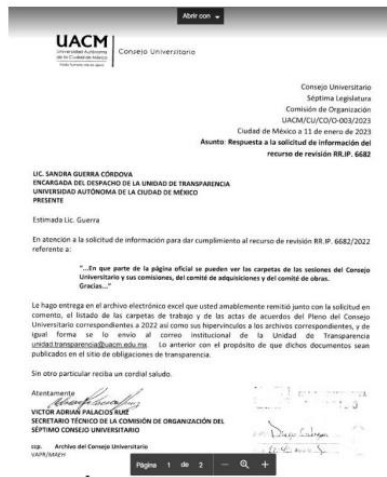 Abrir con
UACM
Universidad Autónoma
de la Ciudad de México
Nada humano me es ajeno
Consejo Universitario
Consejo Universitario
Séptima Legislatura
Comisión de Organización
UACM/CU/CO/O-003/2023
Ciudad de México a 11 de enero de 2023
Asunto: Respuesta a la solicitud de información del
recurso de revisión RR.IP. 6682
LIC. SANDRA GUERRA CÓRDOVA
ENCARGADA DEL DESPACHO DE LA UNIDAD DE TRANSPARENCIA
UNIVERSIDAD AUTÓNOMA DE LA CIUDAD DE MÉXICO
PRESENTE
Estimada Lic. Guerra
En atención a la solicitud de información para dar cumplimiento al recurso de revisión RR.IP. 6682/2022
referente a:
"...En que parte de la página oficial se pueden ver las carpetas de las sesiones del Consejo
Universitario y sus comisiones, del comité de adquisiciones y del comité de obras.
Gracias..."
Le hago entrega en el archivo electrónico excel que usted amablemente remitió junto con la solicitud en
comento, el listado de las carpetas de trabajo y de las actas de acuerdos del Pleno del Consejo
Universitario correspondientes a 2022 así como sus hipervínculos a los archivos correspondientes, y de
igual forma se lo envío al correo institucional de la Unidad de Transparencia
unidad.transparencia@uacm.edu.mx. Lo anterior con el propósito de que dichos documentos sean
publicados en el sitio de obligaciones de transparencia.
Sin otro particular reciba un cordial saludo.
Atentamente
VICTOR ADRIAN PALACIOS RUIZ
SECRETARIO TÉCNICO DE LA COMISIÓN DE ORGANIZACIÓN DEL
SÉPTIMO CONSEJO UNIVERSITARIO
ccp. Archivo del Consejo Universitario
VAPR/MAEH
Página 1 de 2